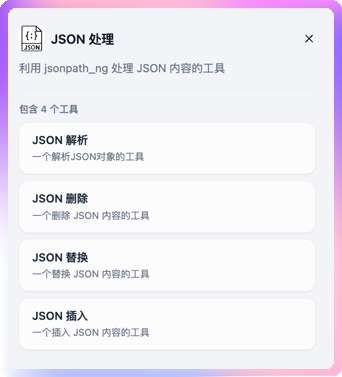 {;}
JSON
JSON 处理
利用 jsonpath_ng 处理 JSON 内容的工具
包含 4 个工具
JSON 解析
一个解析JSON对象的工具
JSON 删除
一个删除 JSON 内容的工具
JSON 替换
一个替换 JSON 内容的工具
JSON 插入
一个插入 JSON 内容的工具